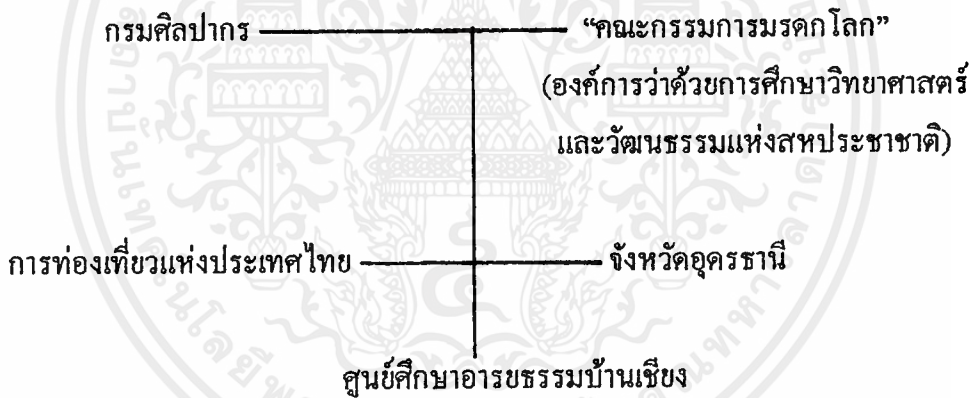 กรมศิลปากร “คณะกรรมการมรดกโลก”
(องค์การว่าด้วยการศึกษาวิทยาศาสตร์
และวัฒนธรรมแห่งสหประชาชาติ)
การท่องเที่ยวแห่งประเทศไทย จังหวัดอุดรธานี
ศูนย์ศึกษาอารยธรรมบ้านเชียง